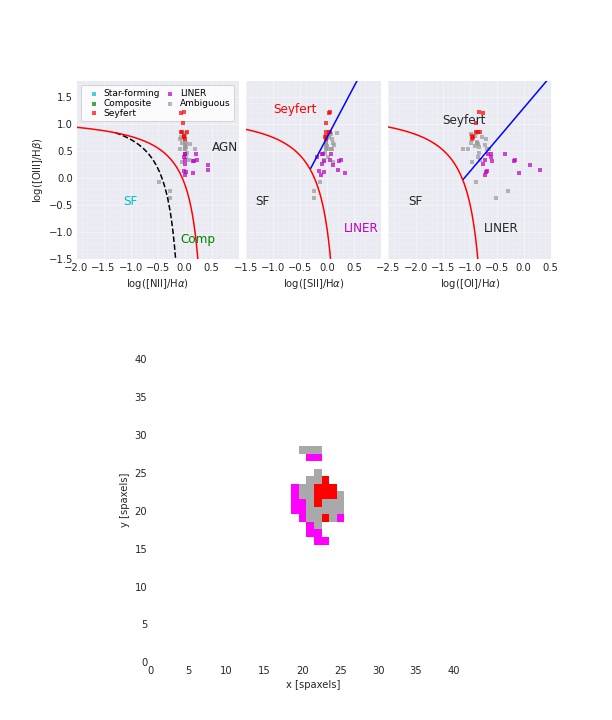 Star-forming
Composite
Seyfert
LINER
Ambiguous
log([OIII]/Hβ)
1.5
1.0
0.5
0.0
−0.5
−1.0
−1.5
AGN
SF
Comp
−2.0 −1.5 −1.0 −0.5 0.0 0.5
log([NII]/Hα)
Seyfert
SF
LINER
−1.5 −1.0 −0.5 0.0 0.5
log([SII]/Hα)
Seyfert
SF
LINER
−2.5 −2.0 −1.5 −1.0 −0.5 0.0 0.5
log([OI]/Hα)
y [spaxels]
40
35
30
25
20
15
10
5
0
0 5 10 15 20 25 30 35 40
x [spaxels]